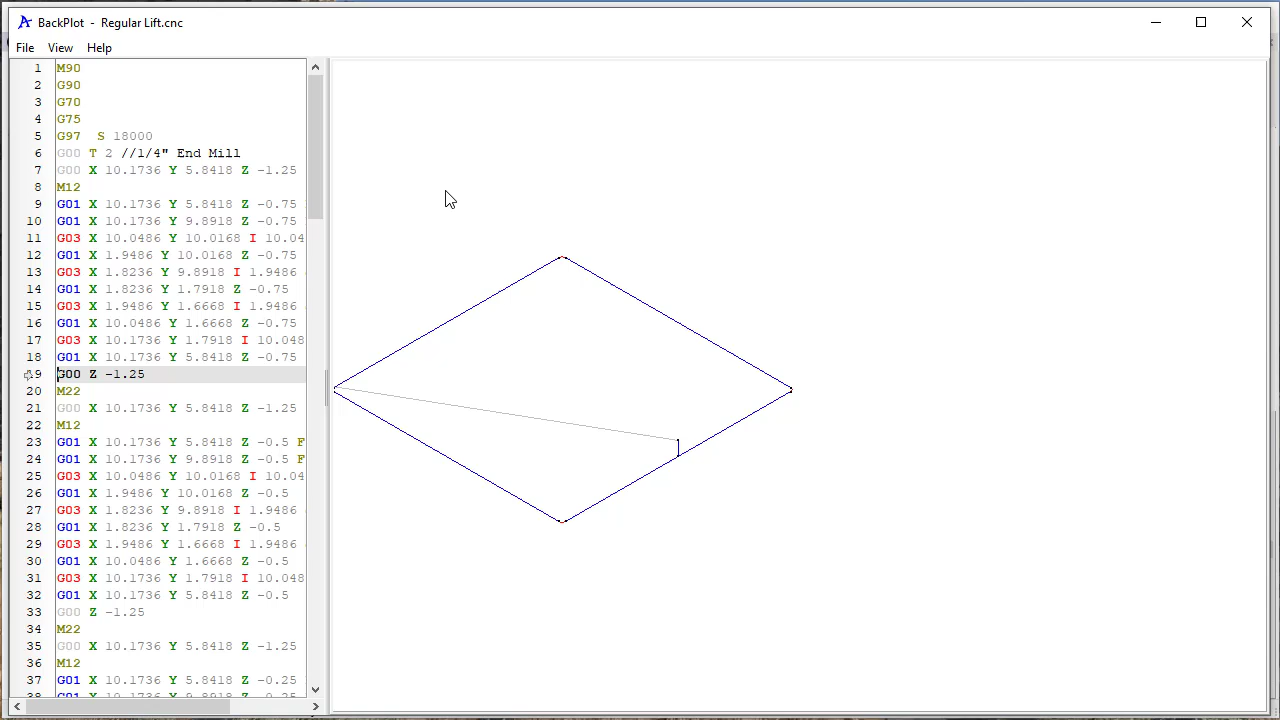 BackPlot - Regular Lift.cnc
File View Help
1 M90
2 G90
3 G70
4 G75
5 G97 S 18000
6 G00 T 2 //1/4" End Mill
7 G00 X 10.1736 Y 5.8418 Z -1.25
8 M12
9 G01 X 10.1736 Y 5.8418 Z -0.75
10 G01 X 10.1736 Y 9.8918 Z -0.75
11 G03 X 10.0486 Y 10.0168 I 10.04
12 G01 X 1.9486 Y 10.0168 Z -0.75
13 G03 X 1.8236 Y 9.8918 I 1.9486
14 G01 X 1.8236 Y 1.7918 Z -0.75
15 G03 X 1.9486 Y 1.6668 I 1.9486
16 G01 X 10.0486 Y 1.6668 Z -0.75
17 G03 X 10.1736 Y 1.7918 I 10.048
18 G01 X 10.1736 Y 5.8418 Z -0.75
19 G00 Z -1.25
20 M22
21 G00 X 10.1736 Y 5.8418 Z -1.25
22 M12
23 G01 X 10.1736 Y 5.8418 Z -0.5 F
24 G01 X 10.1736 Y 9.8918 Z -0.5 F
25 G03 X 10.0486 Y 10.0168 I 10.04
26 G01 X 1.9486 Y 10.0168 Z -0.5
27 G03 X 1.8236 Y 9.8918 I 1.9486
28 G01 X 1.8236 Y 1.7918 Z -0.5
29 G03 X 1.9486 Y 1.6668 I 1.9486
30 G01 X 10.0486 Y 1.6668 Z -0.5
31 G03 X 10.1736 Y 1.7918 I 10.048
32 G01 X 10.1736 Y 5.8418 Z -0.5
33 G00 Z -1.25
34 M22
35 G00 X 10.1736 Y 5.8418 Z -1.25
36 M12
37 G01 X 10.1736 Y 5.8418 Z -0.25
38 G01 X 10.1736 Y 9.8918 Z -0.25